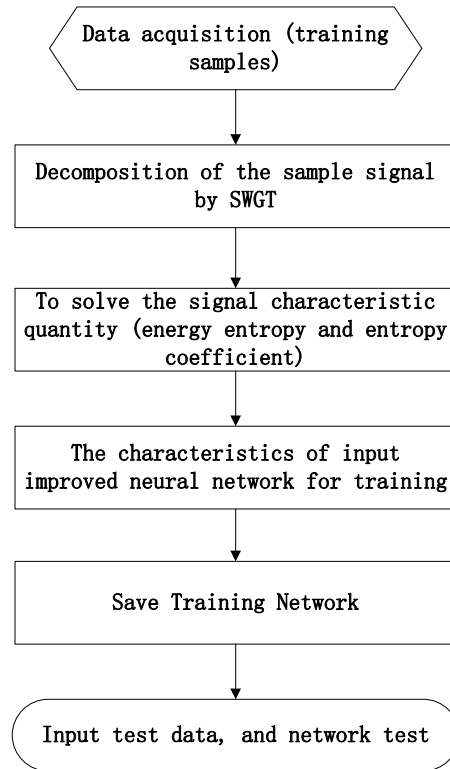 Data acquisition (training
samples)
Decomposition of the sample signal
by SWGT
To solve the signal characteristic
quantity (energy entropy and entropy
coefficient)
The characteristics of input
improved neural network for training
Save Training Network
Input test data, and network test